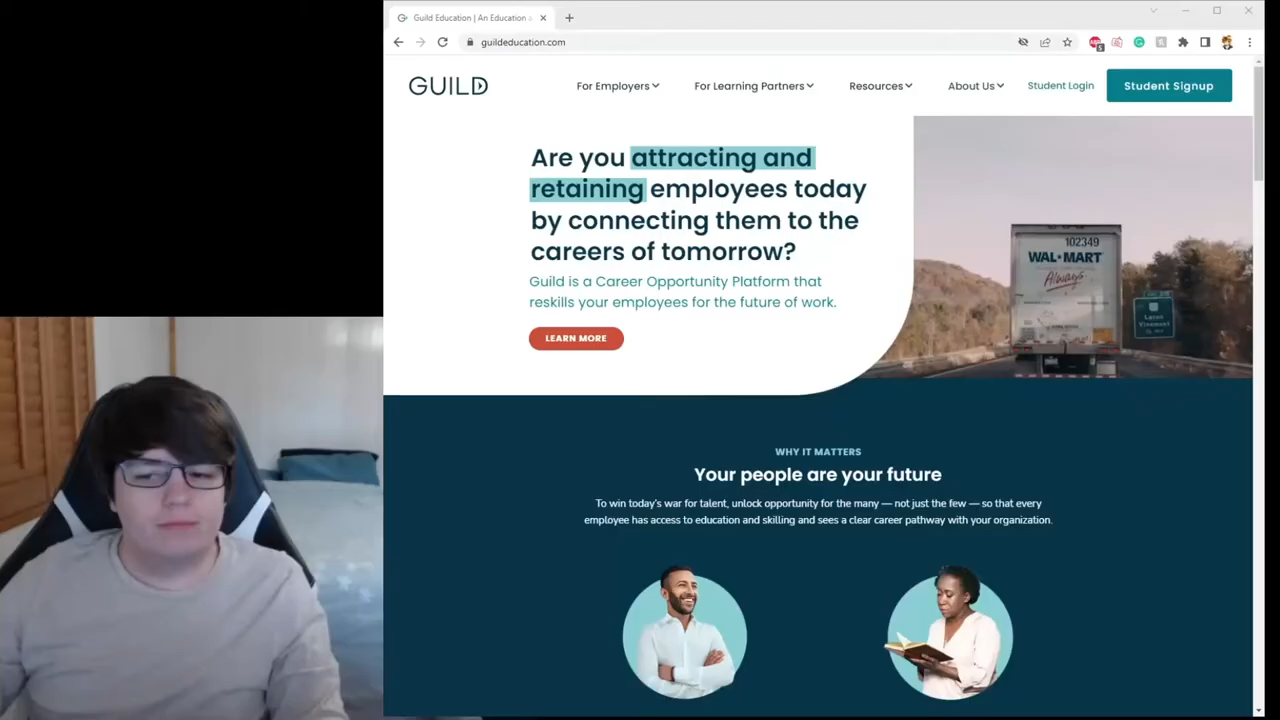 Guild Education | An Education a
guildeducation.com
5
GUILD
For Employers
For Learning Partners
Resources
About Us
Student Login
Student Signup
Are you attracting and
retaining employees today
by connecting them to the
careers of tomorrow?
Guild is a Career Opportunity Platform that
reskills your employees for the future of work.
LEARN MORE
102349
WAL★MART
Always
WHY IT MATTERS
Your people are your future
To win today's war for talent, unlock opportunity for the many — not just the few — so that every
employee has access to education and skilling and sees a clear career pathway with your organization.